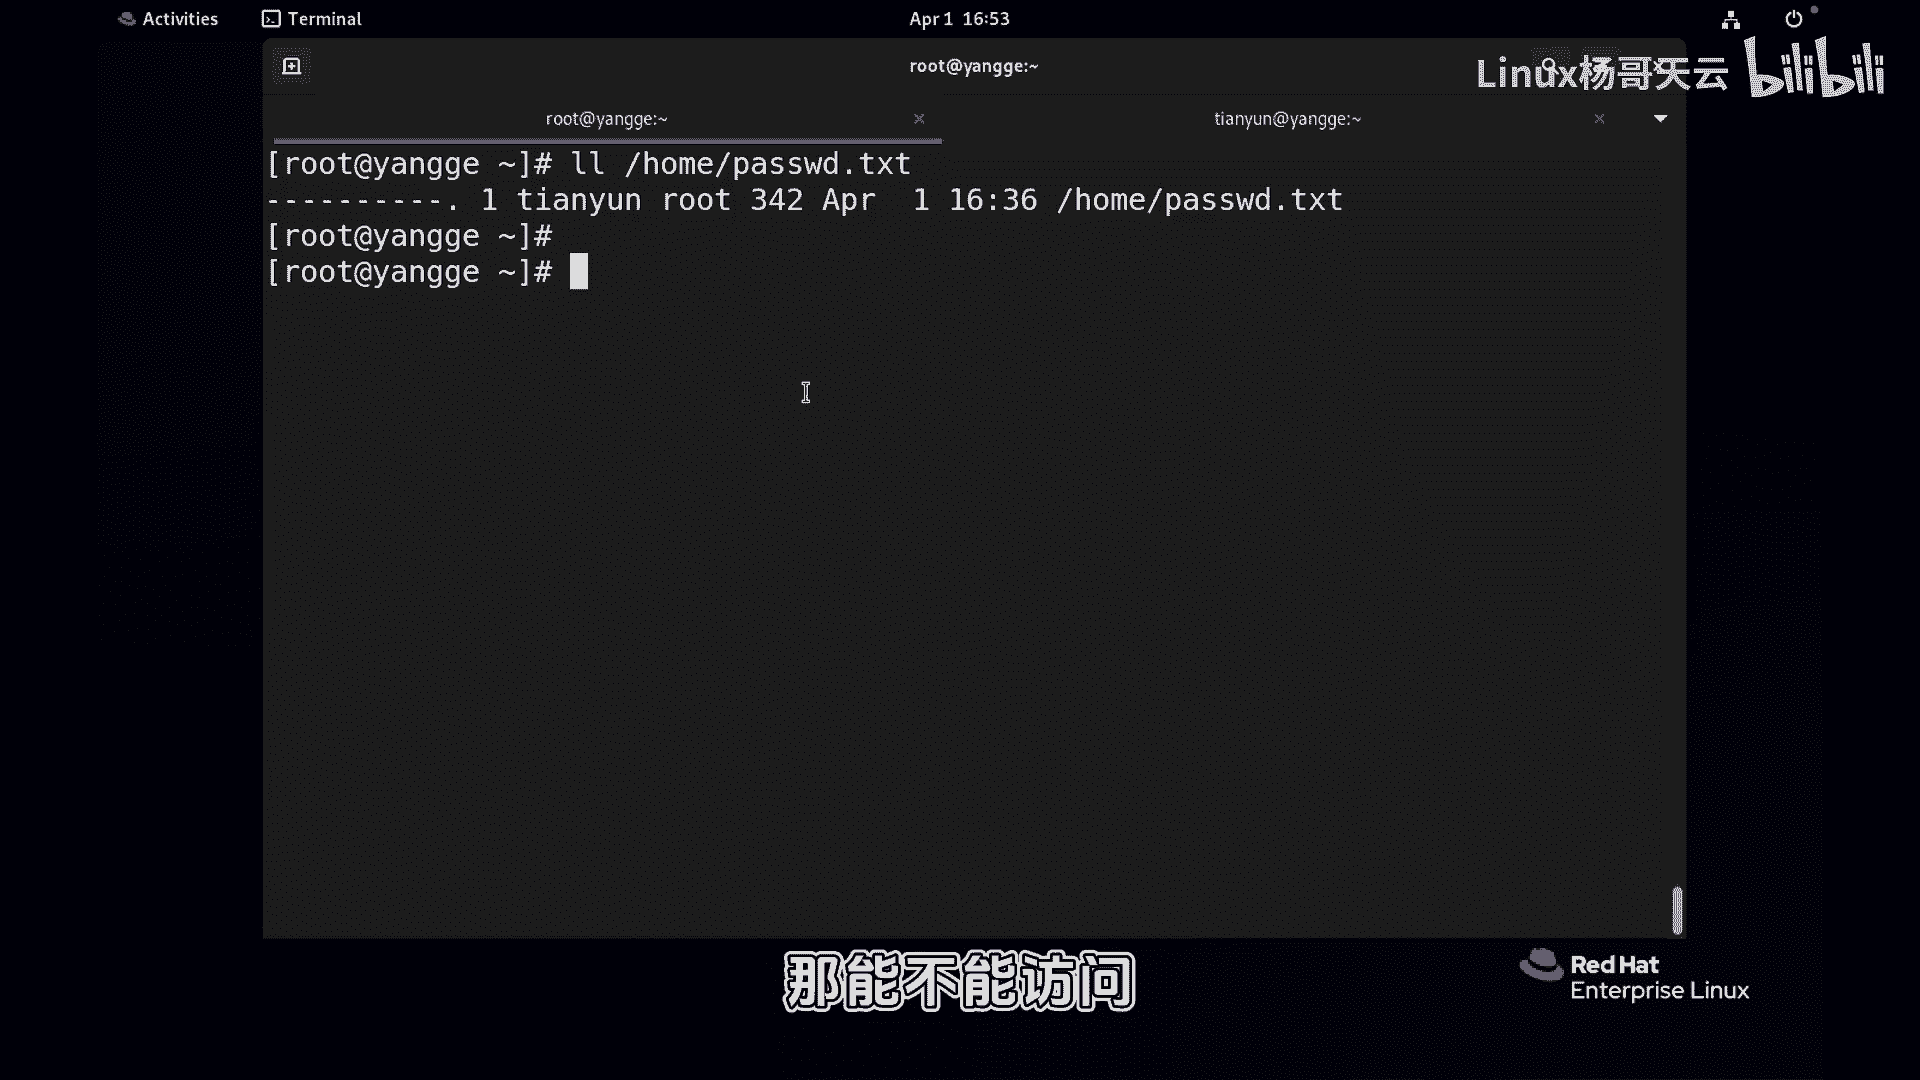 Activities
Terminal
Apr 1 16:53
root@yangge:~
Linux杨哥天云 bilibili
root@yangge:~
tianyun@yangge:~
[root@yangge ~]# ll /home/passwd.txt
----------. 1 tianyun root 342 Apr  1 16:36 /home/passwd.txt
[root@yangge ~]#
[root@yangge ~]#
那能不能访问
Red Hat
Enterprise Linux